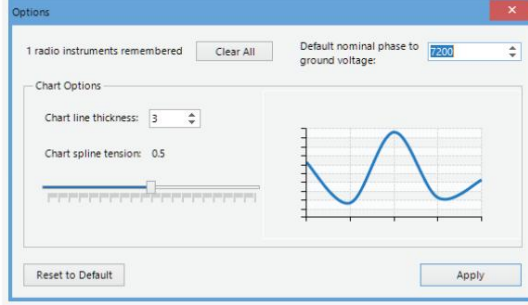 Options
1 radio instruments remembered
Clear All
Default nominal phase to
ground voltage:
7200
Chart Options
Chart line thickness:
3
Chart spline tension: 0.5
Reset to Default
Apply